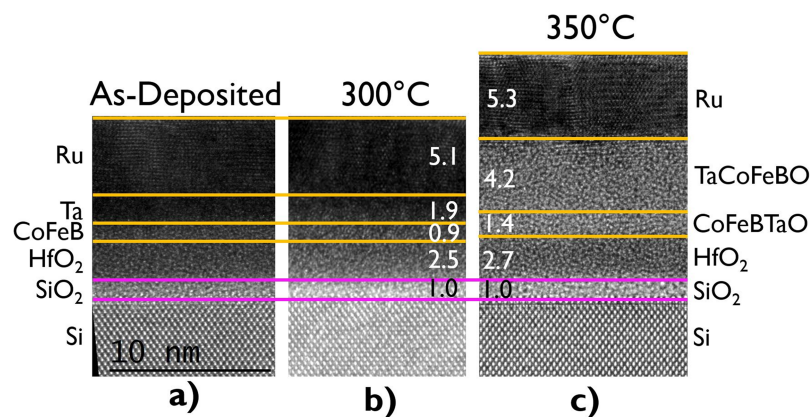 350°C
As-Deposited
300°C
Ru
Ta
CoFeB
HfO₂
SiO₂
Si
10 nm
5.1
1.9
0.9
2.5
1.0
5.3
4.2
1.4
2.7
1.0
Ru
TaCoFeBO
CoFeBTaO
HfO₂
SiO₂
Si
a)
b)
c)